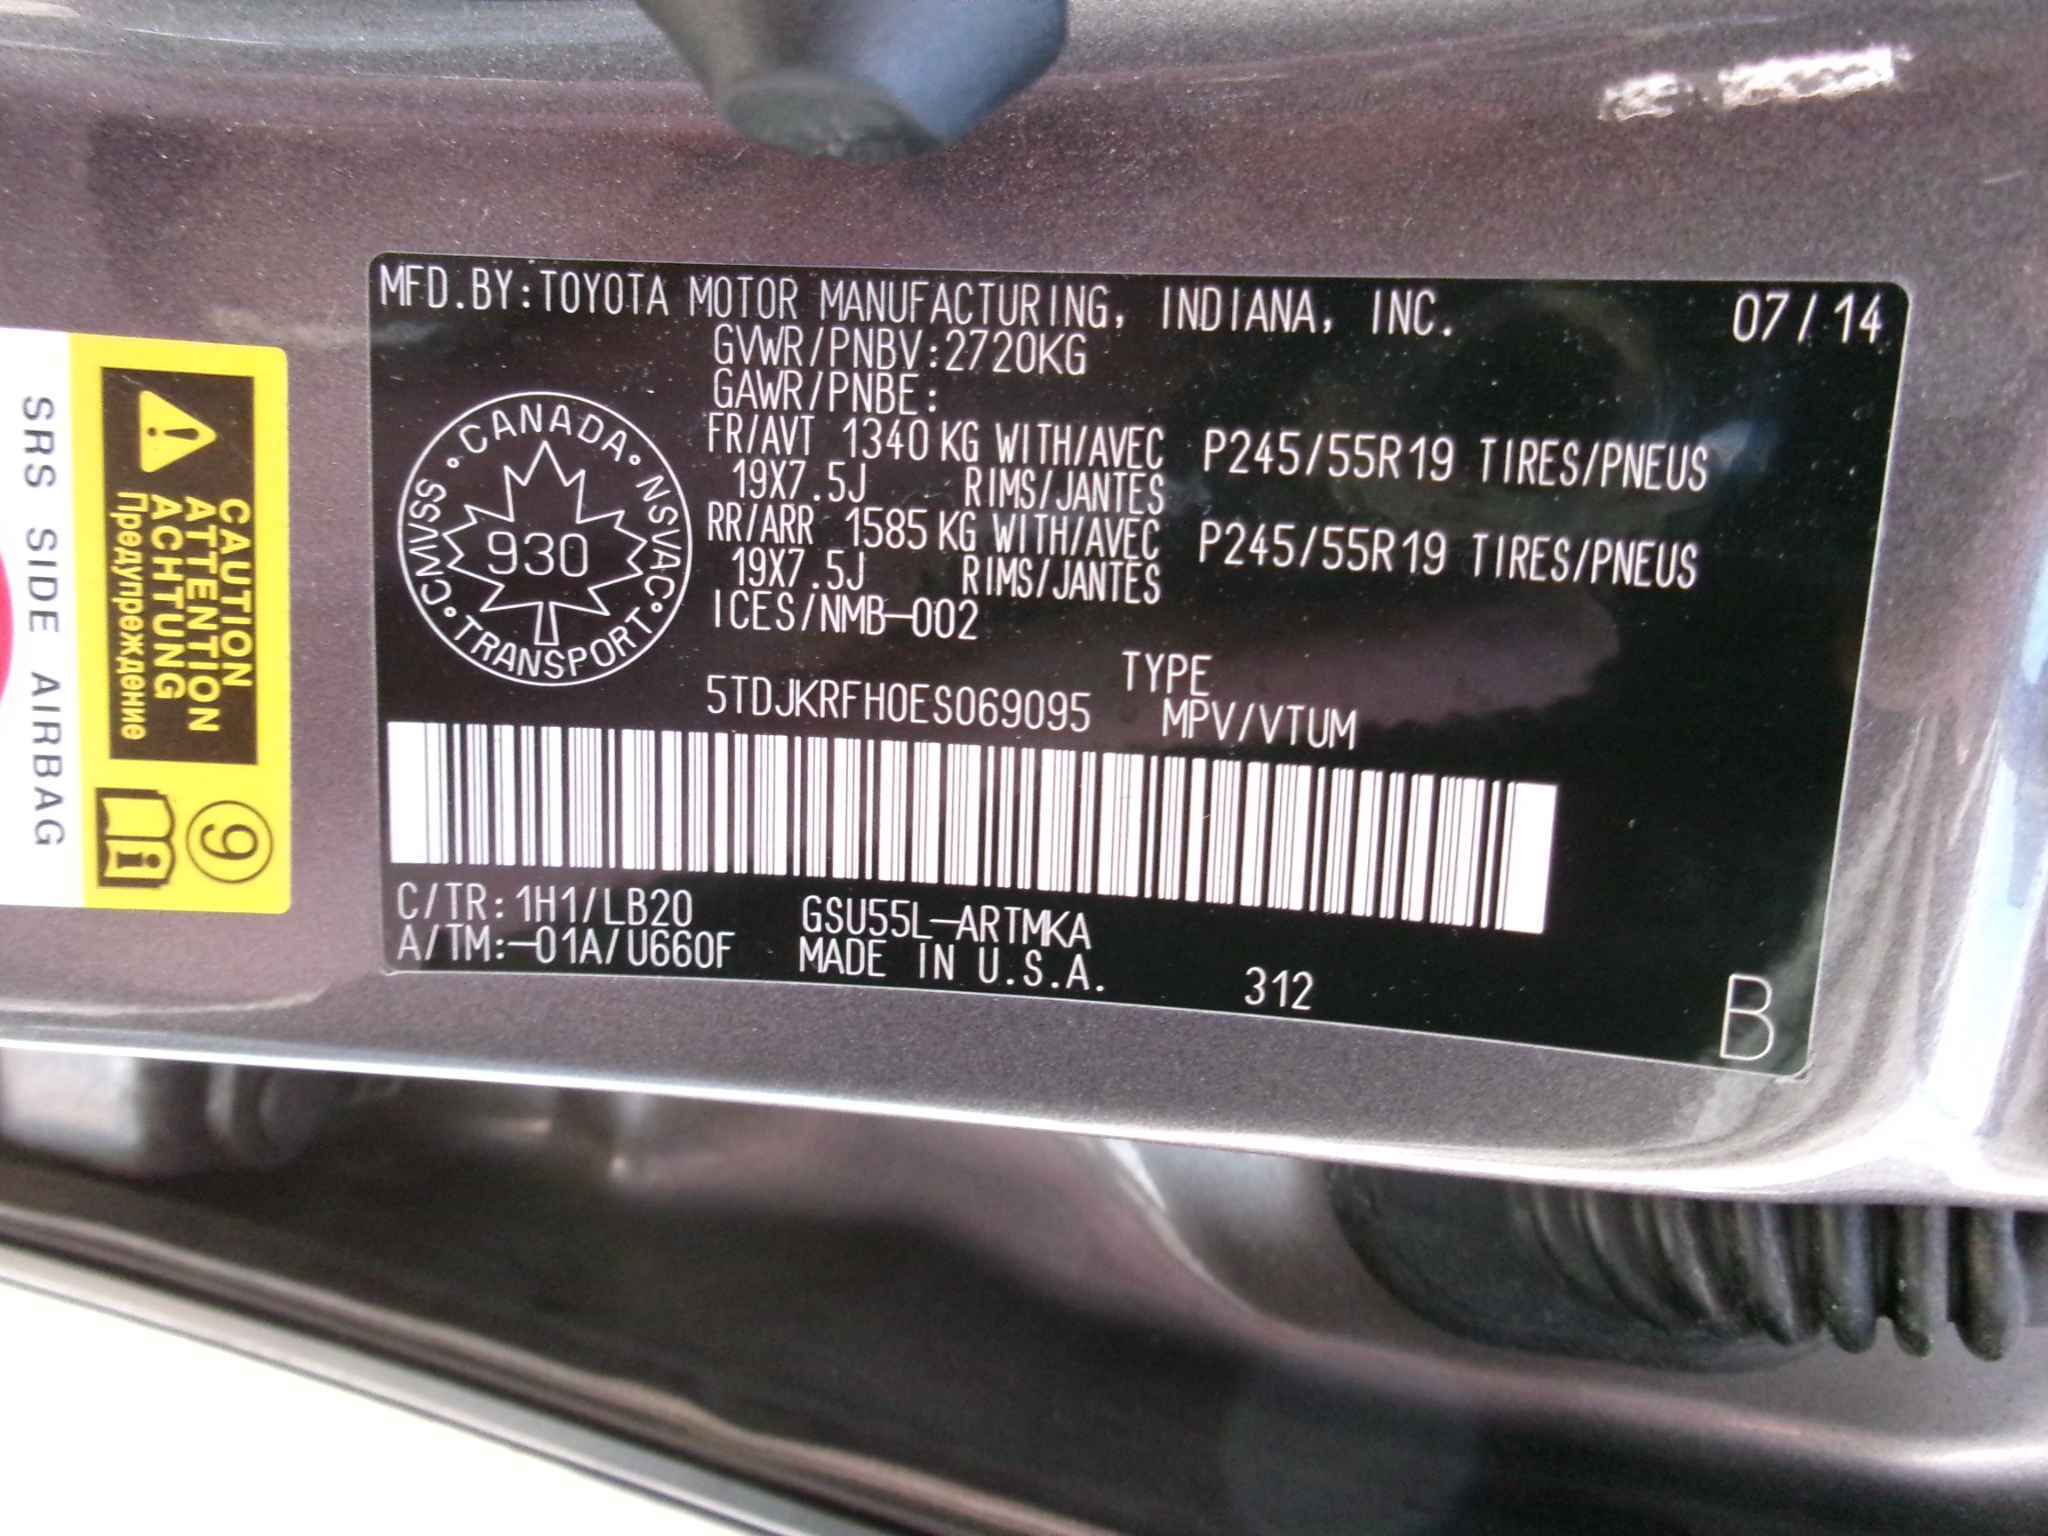 MFD.BY:TOYOTA MOTOR MANUFACTURING, INDIANA, INC. 07/14
GVWR/PNBV:2720KG
GAWR/PNBE:
FR/AVT 1340 KG WITH/AVEC P245/55R19 TIRES/PNEUS
19X7.5J RIMS/JANTES
RR/ARR 1585 KG WITH/AVEC P245/55R19 TIRES/PNEUS
19X7.5J RIMS/JANTES
ICES/NMB-002
CANADA
NSVAC
CMVSS
930
TRANSPORT
TYPE
5TDJKRFH0ES069095 MPV/VTUM
C/TR:1H1/LB20 GSU55L-ARTMKA
A/TM:-01A/U660F MADE IN U.S.A. 312
B
CAUTION
ATTENTION
ACHTUNG
Предупреждение
9
i
SRS SIDE AIRBAG